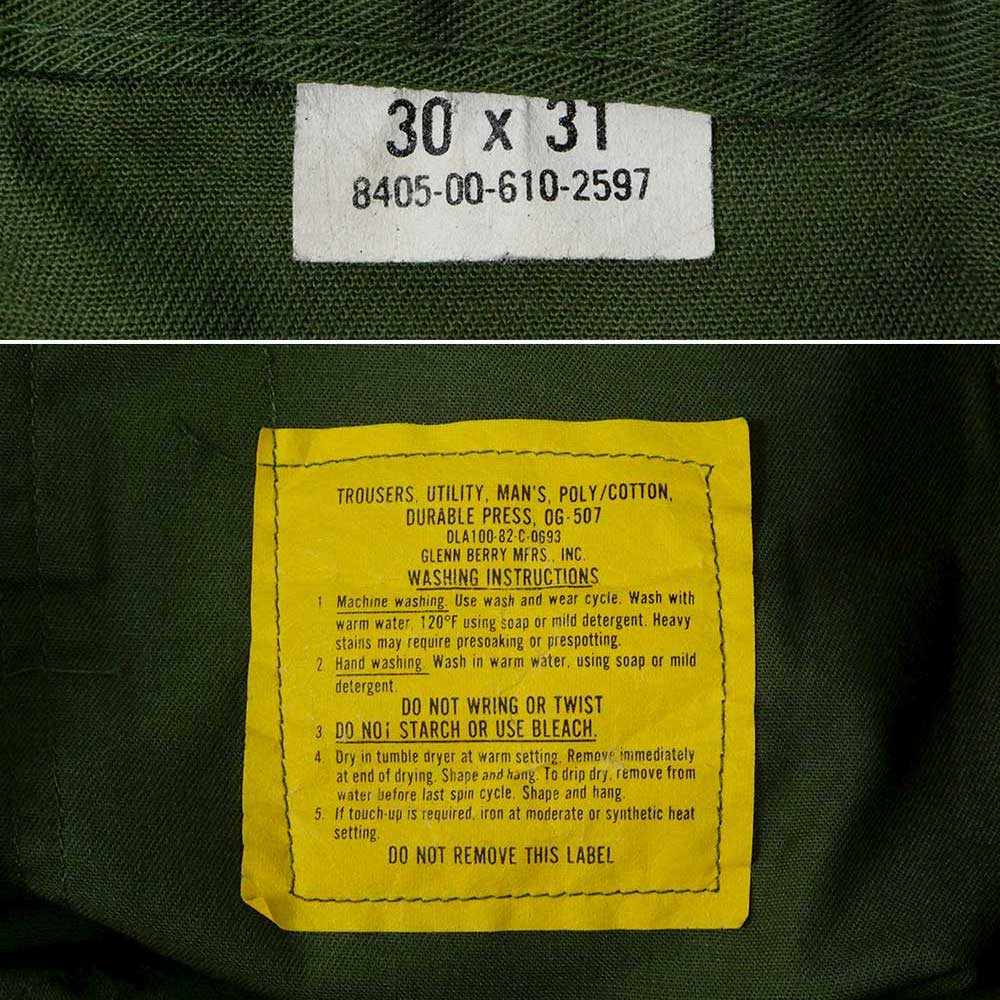 30 x 31
8405-00-610-2597
TROUSERS, UTILITY, MAN'S, POLY/COTTON,
DURABLE PRESS, OG-507
DLA100-82-C-0693
GLENN BERRY MFRS., INC.
WASHING INSTRUCTIONS
1 Machine washing. Use wash and wear cycle. Wash with
warm water, 120°F using soap or mild detergent. Heavy
stains may require presoaking or prespotting.
2. Hand washing. Wash in warm water, using soap or mild
detergent.
DO NOT WRING OR TWIST
3 DO NOT STARCH OR USE BLEACH.
4. Dry in tumble dryer at warm setting. Remove immediately
at end of drying. Shape and hang. To drip dry, remove from
water before last spin cycle. Shape and hang.
5. If touch-up is required, iron at moderate or synthetic heat
setting.
DO NOT REMOVE THIS LABEL